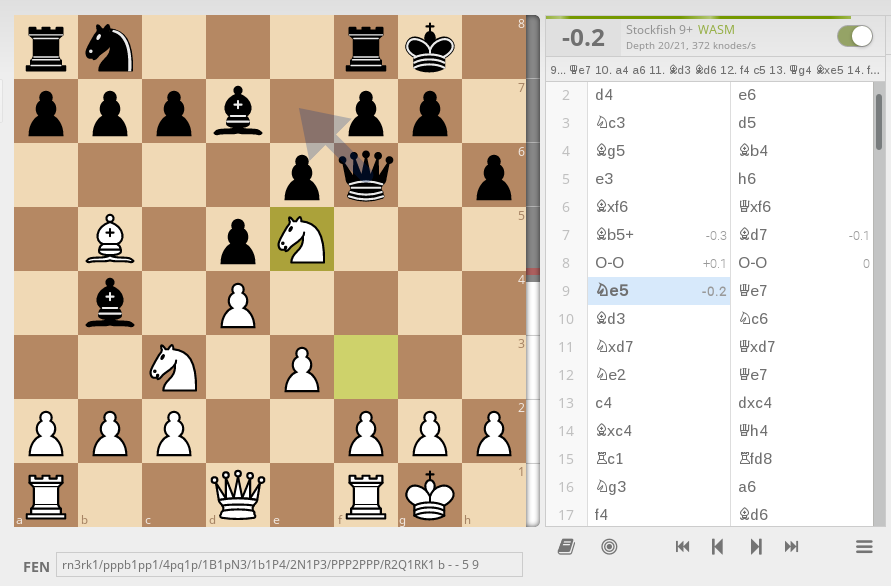 8
7
6
5
4
3
2
1
a b c d e f g h
FEN rn3rk1/pppb1pp1/4pq1p/1B1pN3/1b1P4/2N1P3/PPP2PPP/R2Q1RK1 b - - 5 9
-0.2 Stockfish 9+ WASM
Depth 20/21, 372 knodes/s
9... ♕e7 10. a4 a6 11. ♗d3 ♗d6 12. f4 c5 13. ♕g4 ♗xe5 14. f...
2 d4 e6
3 ♘c3 d5
4 ♗g5 ♗b4
5 e3 h6
6 ♗xf6 ♕xf6
7 ♗b5+ -0.3 ♗d7 -0.1
8 O-O +0.1 O-O 0
9 ♘e5 -0.2 ♕e7
10 ♗d3 ♘c6
11 ♘xd7 ♕xd7
12 ♘e2 ♕e7
13 c4 dxc4
14 ♗xc4 ♕h4
15 ♖c1 ♖fd8
16 ♘g3 a6
17 f4 ♗d6